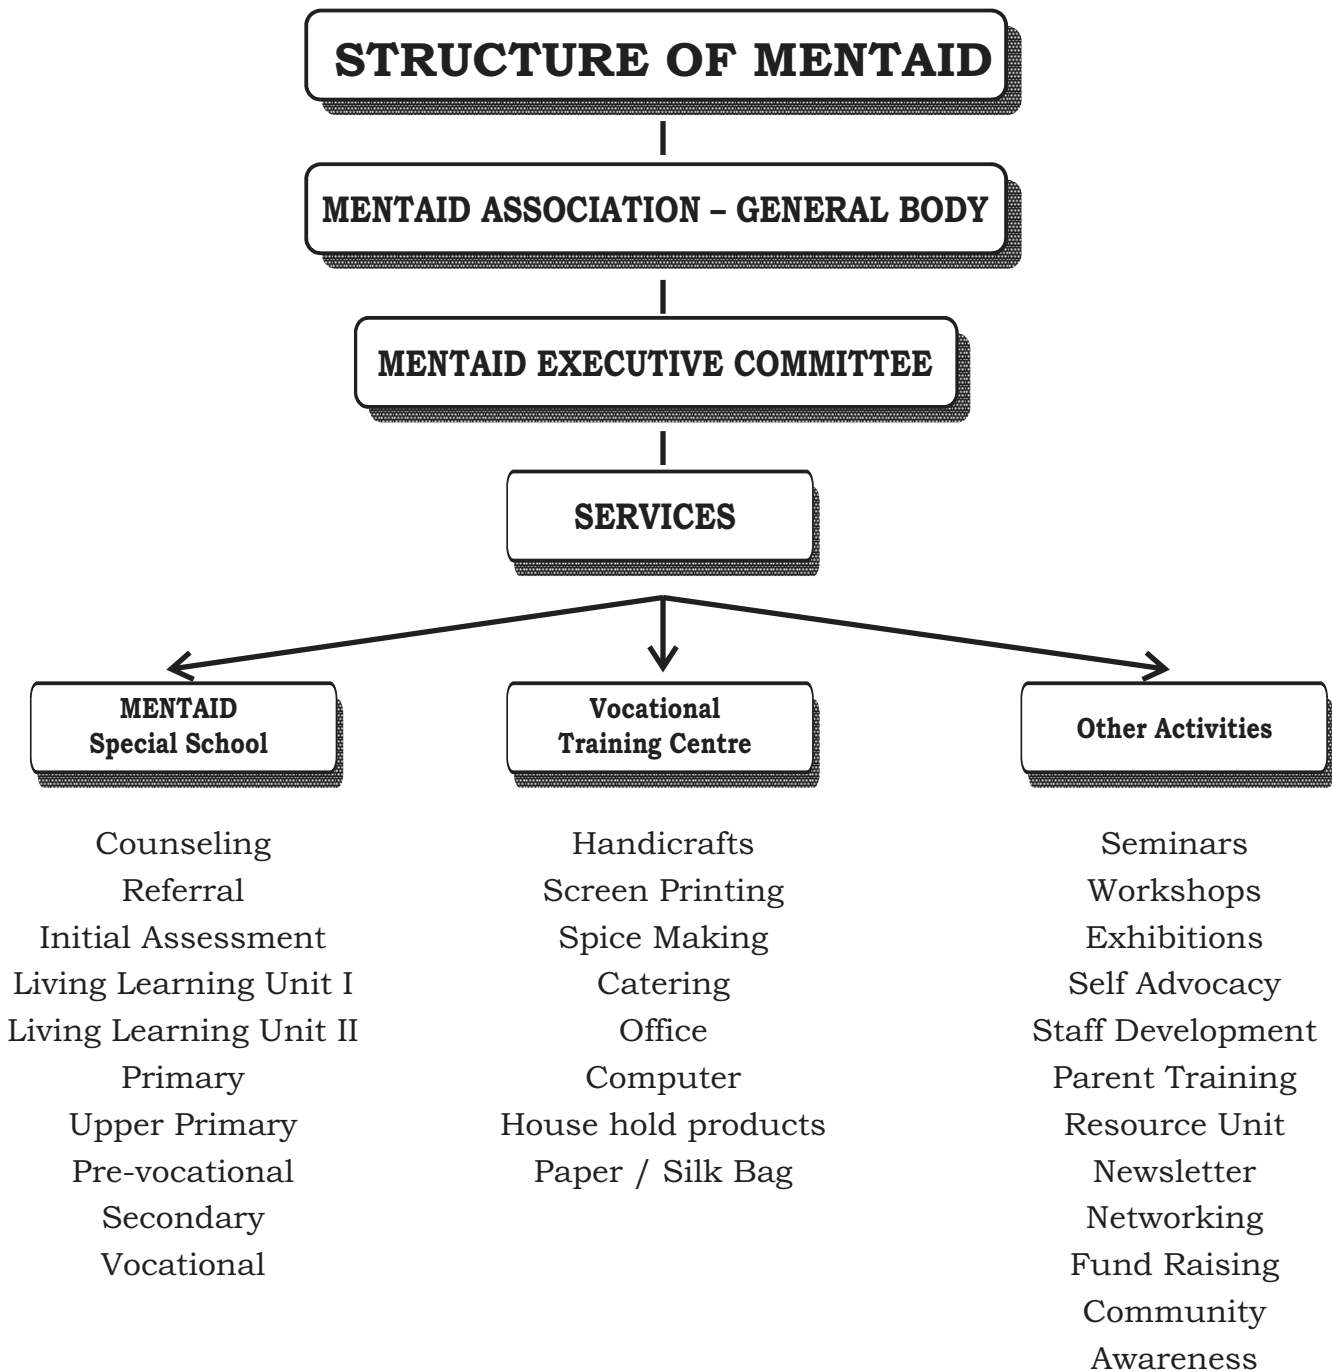 STRUCTURE OF MENTAID
MENTAID ASSOCIATION – GENERAL BODY
MENTAID EXECUTIVE COMMITTEE
SERVICES
MENTAID
Special School
Counseling
Referral
Initial Assessment
Living Learning Unit I
Living Learning Unit II
Primary
Upper Primary
Pre-vocational
Secondary
Vocational
Vocational
Training Centre
Handicrafts
Screen Printing
Spice Making
Catering
Office
Computer
House hold products
Paper / Silk Bag
Other Activities
Seminars
Workshops
Exhibitions
Self Advocacy
Staff Development
Parent Training
Resource Unit
Newsletter
Networking
Fund Raising
Community
Awareness